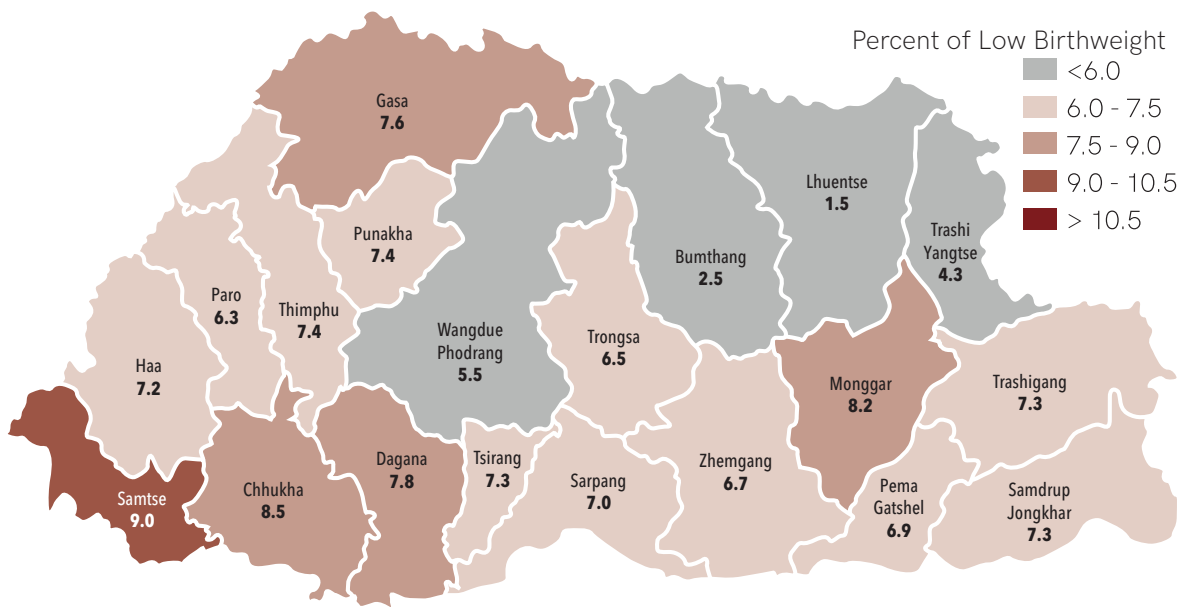 Percent of Low Birthweight
<6.0
6.0 - 7.5
7.5 - 9.0
9.0 - 10.5
> 10.5
Gasa
7.6
Punakha
7.4
Lhuentse
1.5
Trashi
Yangtse
4.3
Bumthang
2.5
Paro
6.3
Thimphu
7.4
Wangdue
Phodrang
5.5
Trongsa
6.5
Haa
7.2
Monggar
8.2
Trashigang
7.3
Samtse
9.0
Chhukha
8.5
Dagana
7.8
Tsirang
7.3
Sarpang
7.0
Zhemgang
6.7
Pema
Gatshel
6.9
Samdrup
Jongkhar
7.3